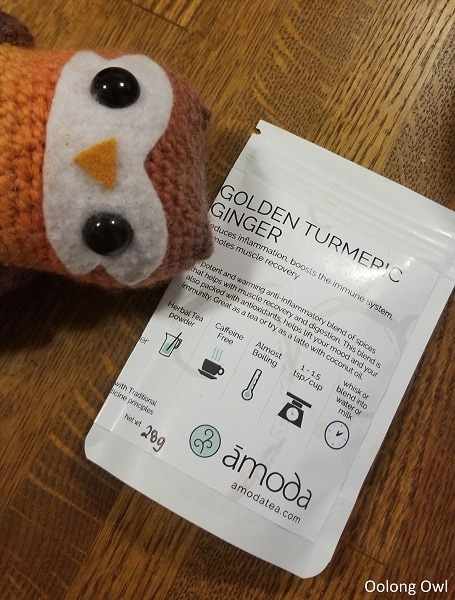 GOLDEN TURMERIC
GINGER
educes inflammation, boosts the immune system,
motes muscle recovery
potent and warming anti-inflammatory blend of spices
that helps with muscle recovery and digestion. This blend is
also packed with antioxidants, helps lift your mood and your
immunity. Great as a tea or try as a latte with coconut oil.
Herbal Tea
powder
Caffeine
Free
Almost
Boiling
1 - 1.5
tsp/cup
whisk or
blend into
water or
milk
with Traditional
icine principles
Net wt. 28g
āmoda
amodatea.com
Oolong Owl